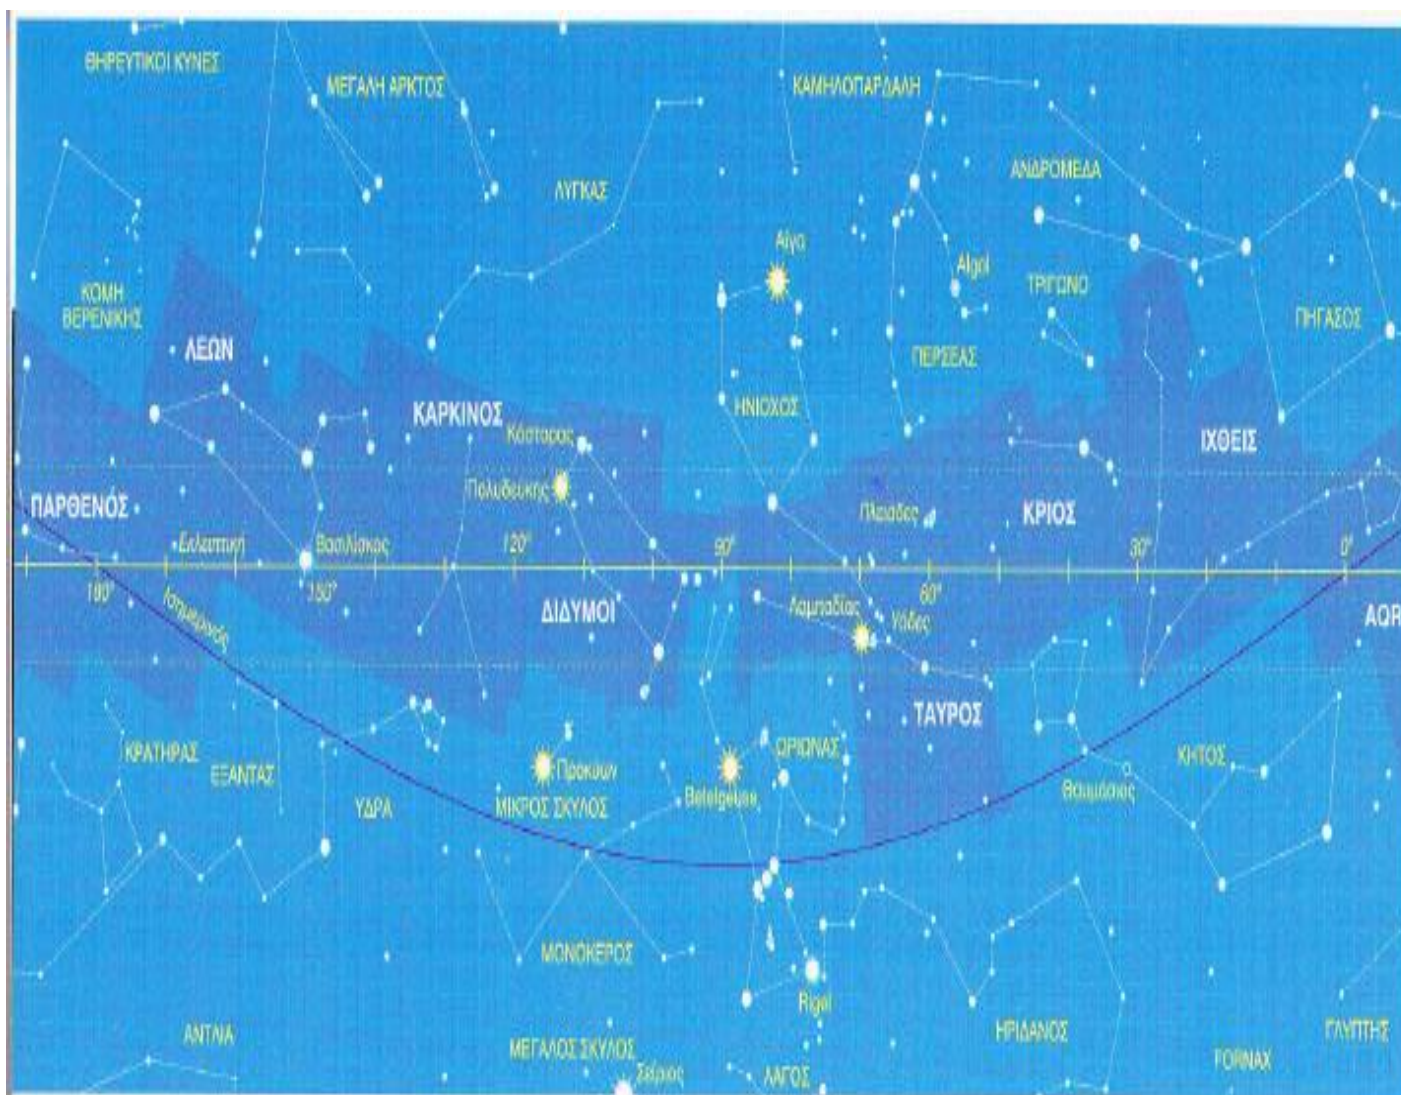 ΘΗΡΕΥΤΙΚΟΙ ΚΥΝΕΣ
ΜΕΓΑΛΗ ΑΡΚΤΟΣ
ΚΑΜΗΛΟΠΑΡΔΑΛΗ
ΛΥΓΚΑΣ
ΑΝΔΡΟΜΕΔΑ
Αίγα
Algol
ΤΡΙΓΩΝΟ
ΚΟΜΗ
ΒΕΡΕΝΙΚΗΣ
ΠΗΓΑΣΟΣ
ΛΕΩΝ
ΠΕΡΣΕΑΣ
ΚΑΡΚΙΝΟΣ
ΗΝΙΟΧΟΣ
Κάστορας
ΙΧΘΕΙΣ
Πολυδεύκης
ΠΑΡΘΕΝΟΣ
Πλειάδες
ΚΡΙΟΣ
Εκλειπτική
Βασιλίσκος
120°
90°
30°
0°
180°
150°
60°
Ισημερινός
ΔΙΔΥΜΟΙ
Λαμπαδίας
Υάδες
ΑΩ�R
ΤΑΥΡΟΣ
ΚΡΑΤΗΡΑΣ
ΕΞΑΝΤΑΣ
ΩΡΙΩΝΑΣ
ΚΗΤΟΣ
Προκύων
ΥΔΡΑ
ΜΙΚΡΟΣ ΣΚΥΛΟΣ
Betelgeuse
Θαυμάσιος
ΜΟΝΟΚΕΡΟΣ
Rigel
ΑΝΤΛΙΑ
ΗΡΙΔΑΝΟΣ
ΓΛΥΠΤΗΣ
ΜΕΓΑΛΟΣ ΣΚΥΛΟΣ
Σείριος
ΛΑΓΟΣ
FORNAX